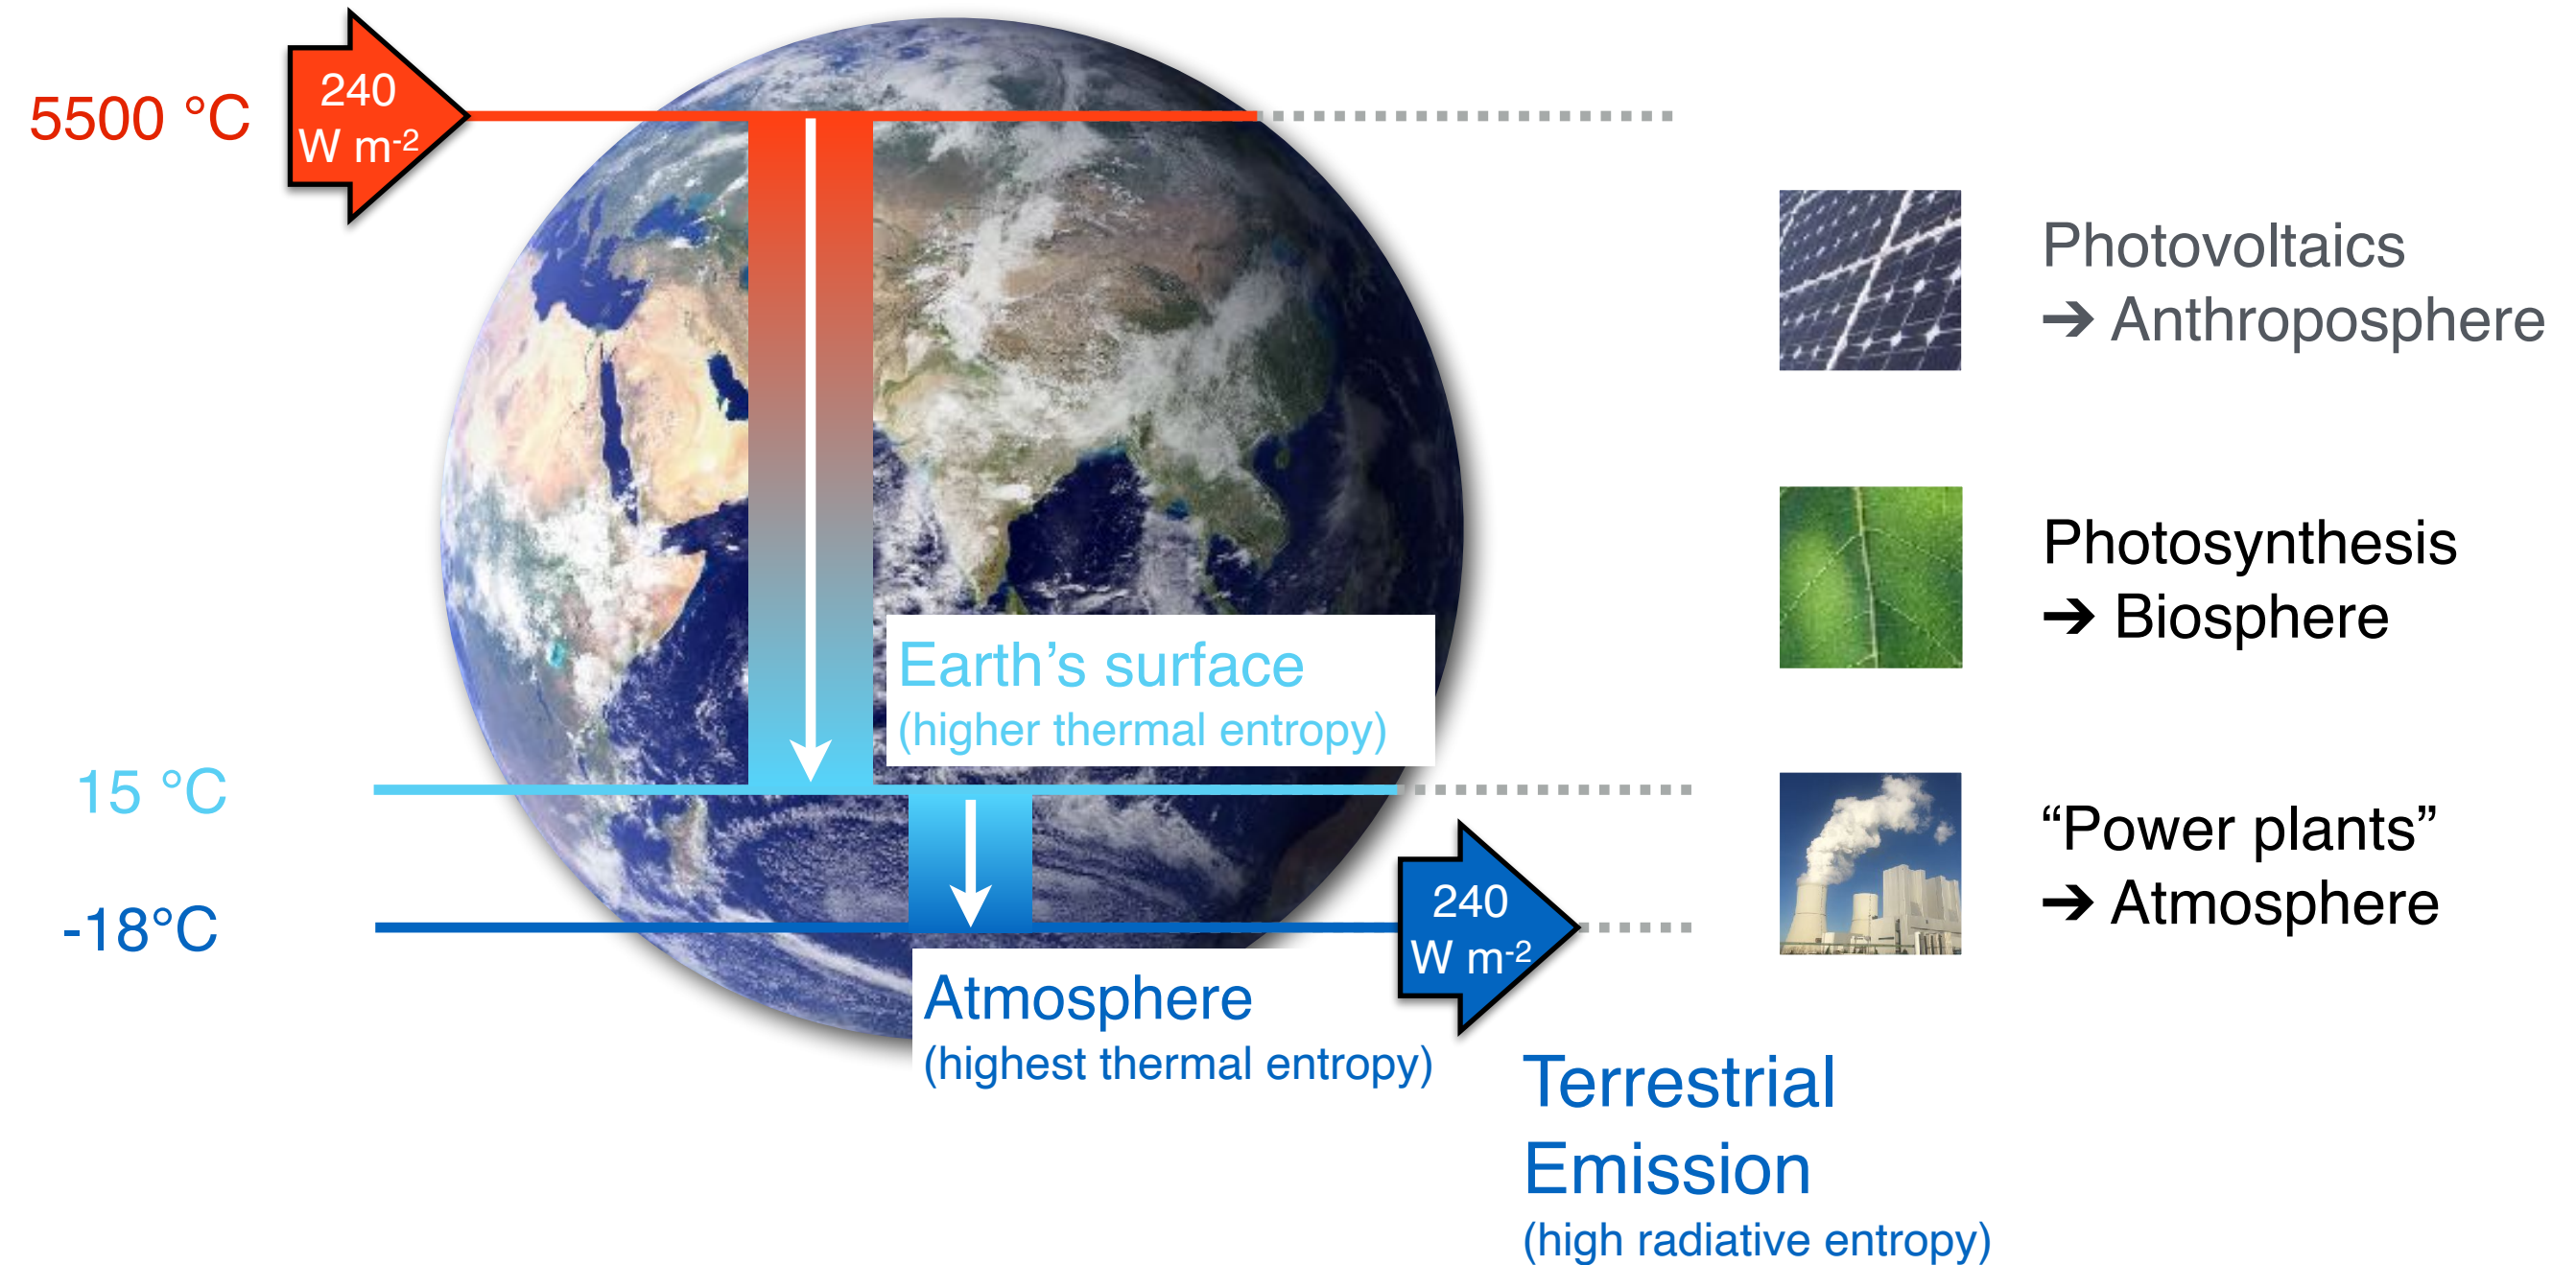 5500 °C
240
W m-2
Photovoltaics
➔ Anthroposphere
Photosynthesis
➔ Biosphere
Earth’s surface
(higher thermal entropy)
15 °C
“Power plants”
➔ Atmosphere
-18°C
240
W m-2
Atmosphere
(highest thermal entropy)
Terrestrial
Emission
(high radiative entropy)